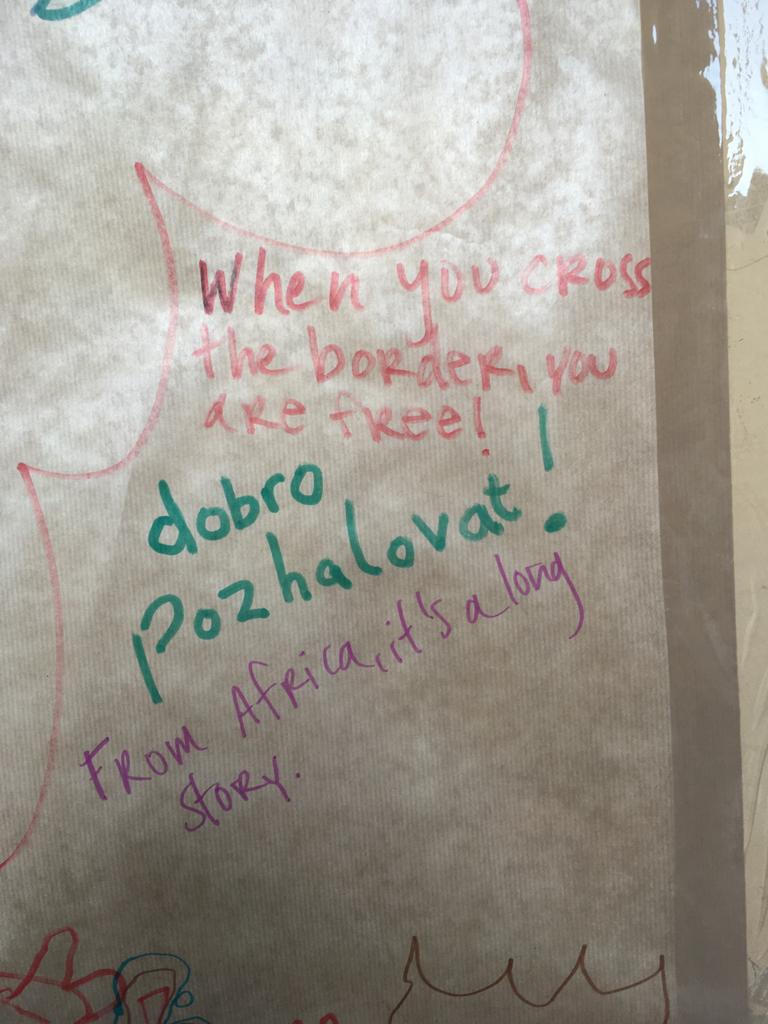 When you cross
the border, you
are free!
dobro
pozhalovat!
From Africa, it's a long
story.